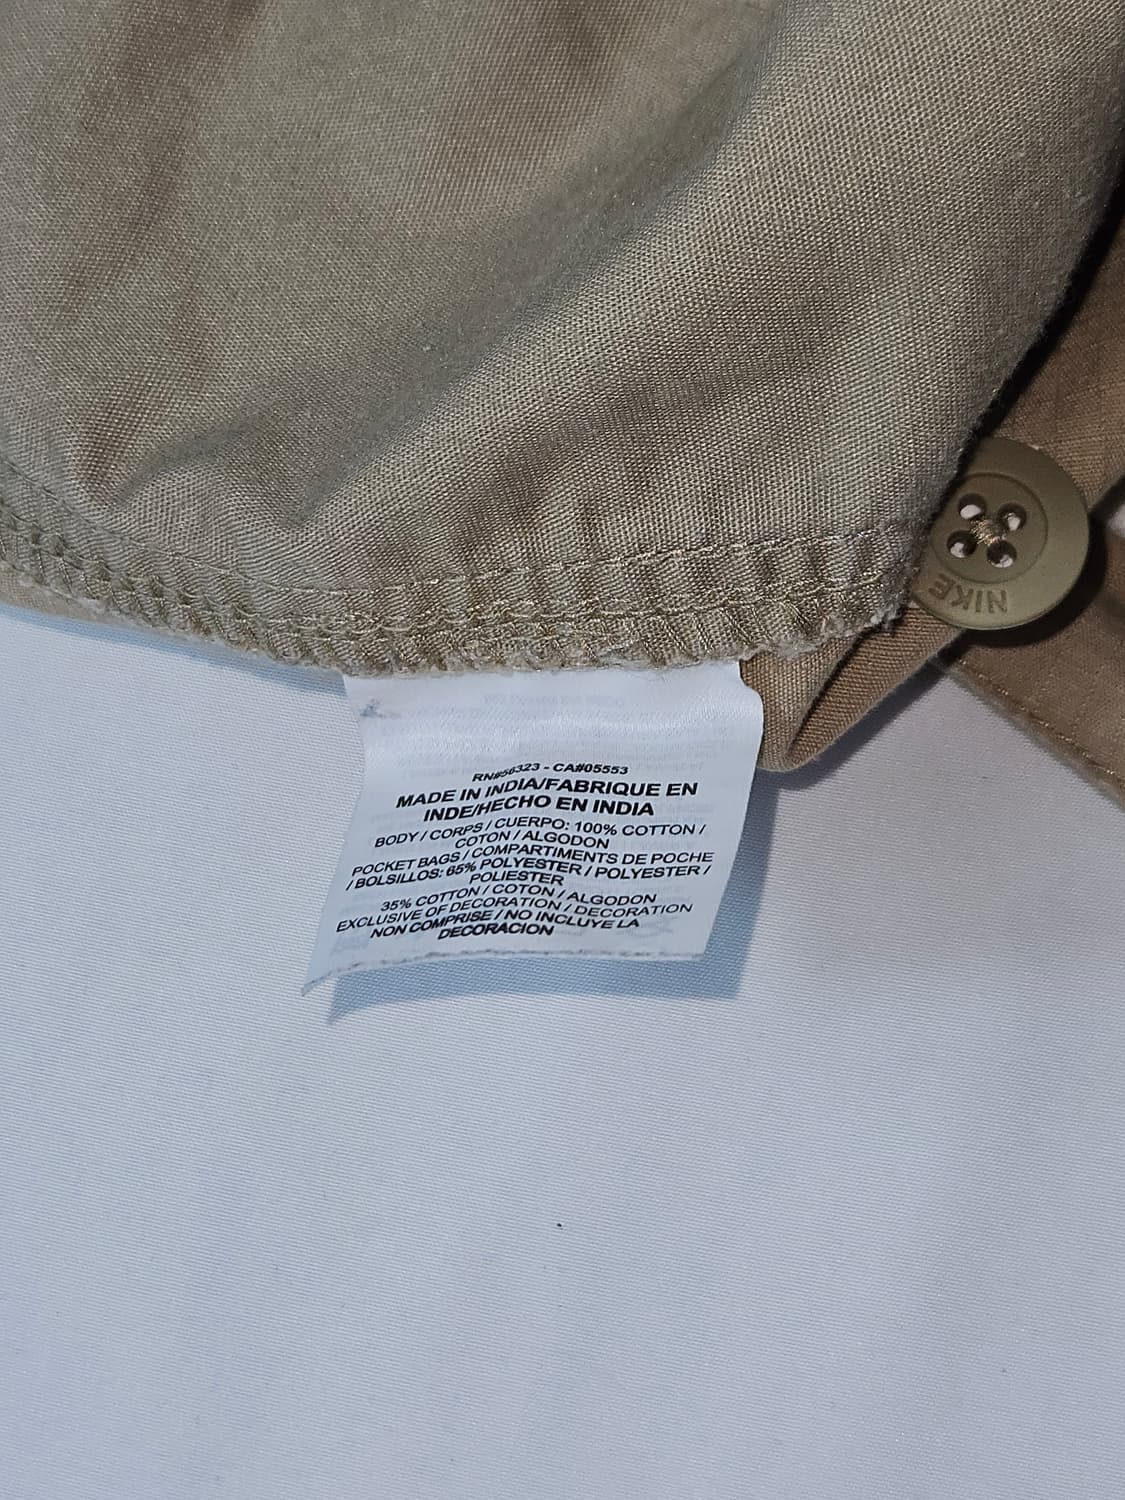 RN#56323 - CA#05553
MADE IN INDIA/FABRIQUE EN
INDE/HECHO EN INDIA
BODY / CORPS / CUERPO: 100% COTTON /
COTON / ALGODON
POCKET BAGS / COMPARTIMENTS DE POCHE
/ BOLSILLOS: 65% POLYESTER / POLYESTER /
POLIESTER
35% COTTON / COTON / ALGODON
EXCLUSIVE OF DECORATION / DECORATION
NON COMPRISE / NO INCLUYE LA
DECORACION
NIKE